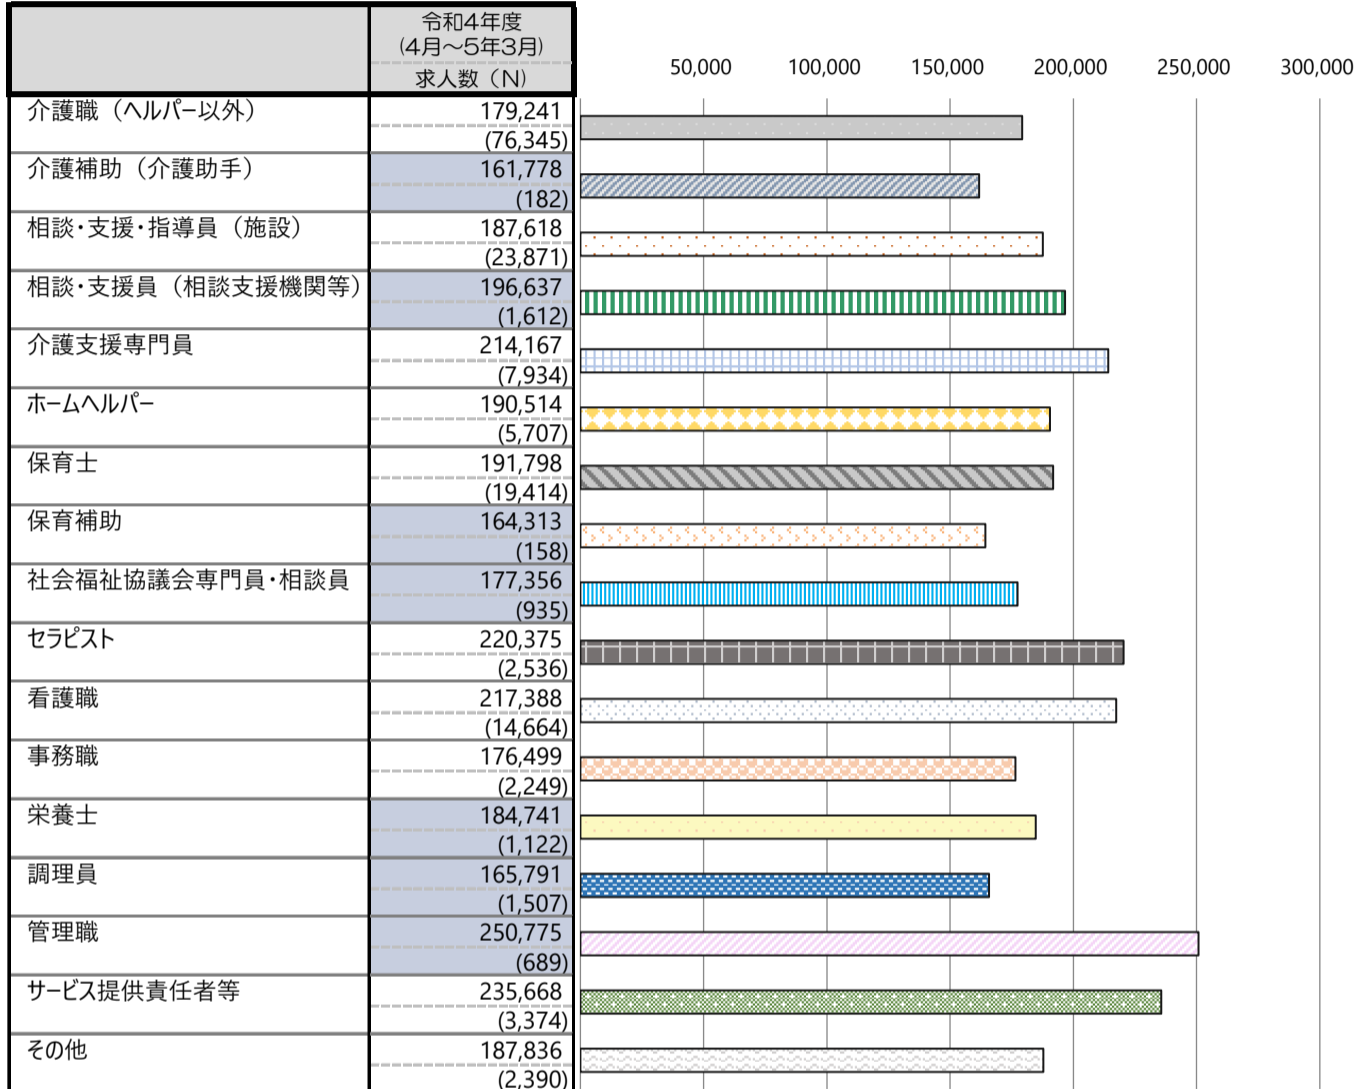 令和4年度
(4月～5年3月)
求人数（N）
50,000 100,000 150,000 200,000 250,000 300,000
介護職（ヘルパー以外） 179,241
(76,345)
介護補助（介護助手） 161,778
(182)
相談・支援・指導員（施設） 187,618
(23,871)
相談・支援員（相談支援機関等） 196,637
(1,612)
介護支援専門員 214,167
(7,934)
ホームヘルパー 190,514
(5,707)
保育士 191,798
(19,414)
保育補助 164,313
(158)
社会福祉協議会専門員・相談員 177,356
(935)
セラピスト 220,375
(2,536)
看護職 217,388
(14,664)
事務職 176,499
(2,249)
栄養士 184,741
(1,122)
調理員 165,791
(1,507)
管理職 250,775
(689)
サービス提供責任者等 235,668
(3,374)
その他 187,836
(2,390)